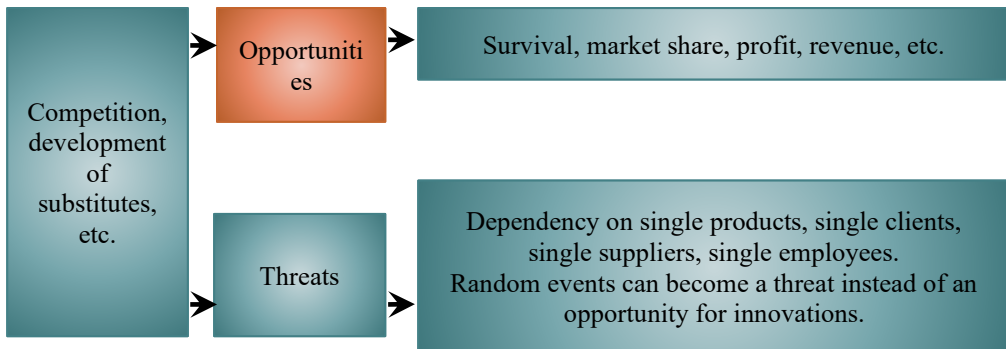 Competition,
development
of
substitutes,
etc.
Opportuniti
es
Survival, market share, profit, revenue, etc.
Threats
Dependency on single products, single clients,
single suppliers, single employees.
Random events can become a threat instead of an
opportunity for innovations.